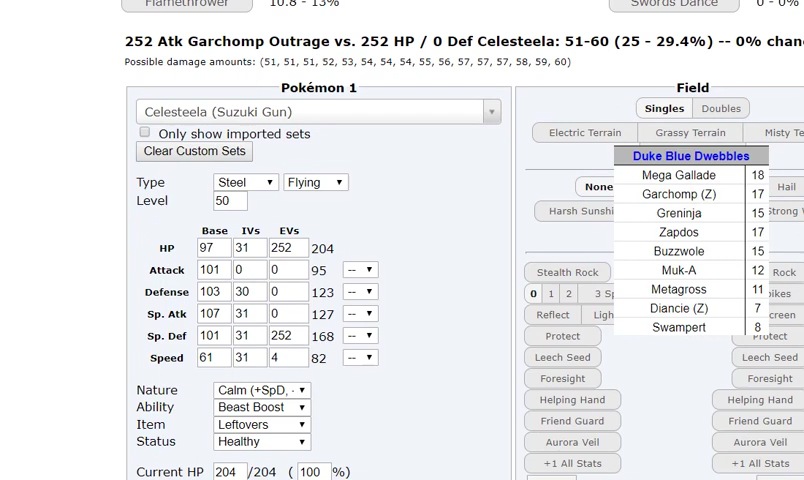 Flamethrower 10.8 - 13% Swords Dance 0 - 0%
252 Atk Garchomp Outrage vs. 252 HP / 0 Def Celesteela: 51-60 (25 - 29.4%) -- 0% chan
Possible damage amounts: (51, 51, 51, 52, 53, 54, 54, 54, 55, 56, 57, 57, 57, 58, 59, 60)
Pokémon 1
Celesteela (Suzuki Gun)
Only show imported sets
Clear Custom Sets
Type Steel Flying
Level 50
Base IVs EVs
HP 97 31 252 204
Attack 101 0 0 95 --
Defense 103 30 0 123 --
Sp. Atk 107 31 0 127 --
Sp. Def 101 31 252 168 --
Speed 61 31 4 82 --
Nature Calm (+SpD, -
Ability Beast Boost
Item Leftovers
Status Healthy
Current HP 204 /204 ( 100 %)
Field
Singles Doubles
Electric Terrain Grassy Terrain Misty Te
None Hail
Harsh Sunshi Strong W
Duke Blue Dwebbles
Mega Gallade 18
Garchomp (Z) 17
Greninja 15
Zapdos 17
Buzzwole 15
Muk-A 12
Metagross 11
Diancie (Z) 7
Swampert 8
Stealth Rock Rock
0 1 2 3 Sp pikes
Reflect Ligh creen
Protect Protect
Leech Seed Leech Seed
Foresight Foresight
Helping Hand Helping Hand
Friend Guard Friend Guard
Aurora Veil Aurora Veil
+1 All Stats +1 All Stats